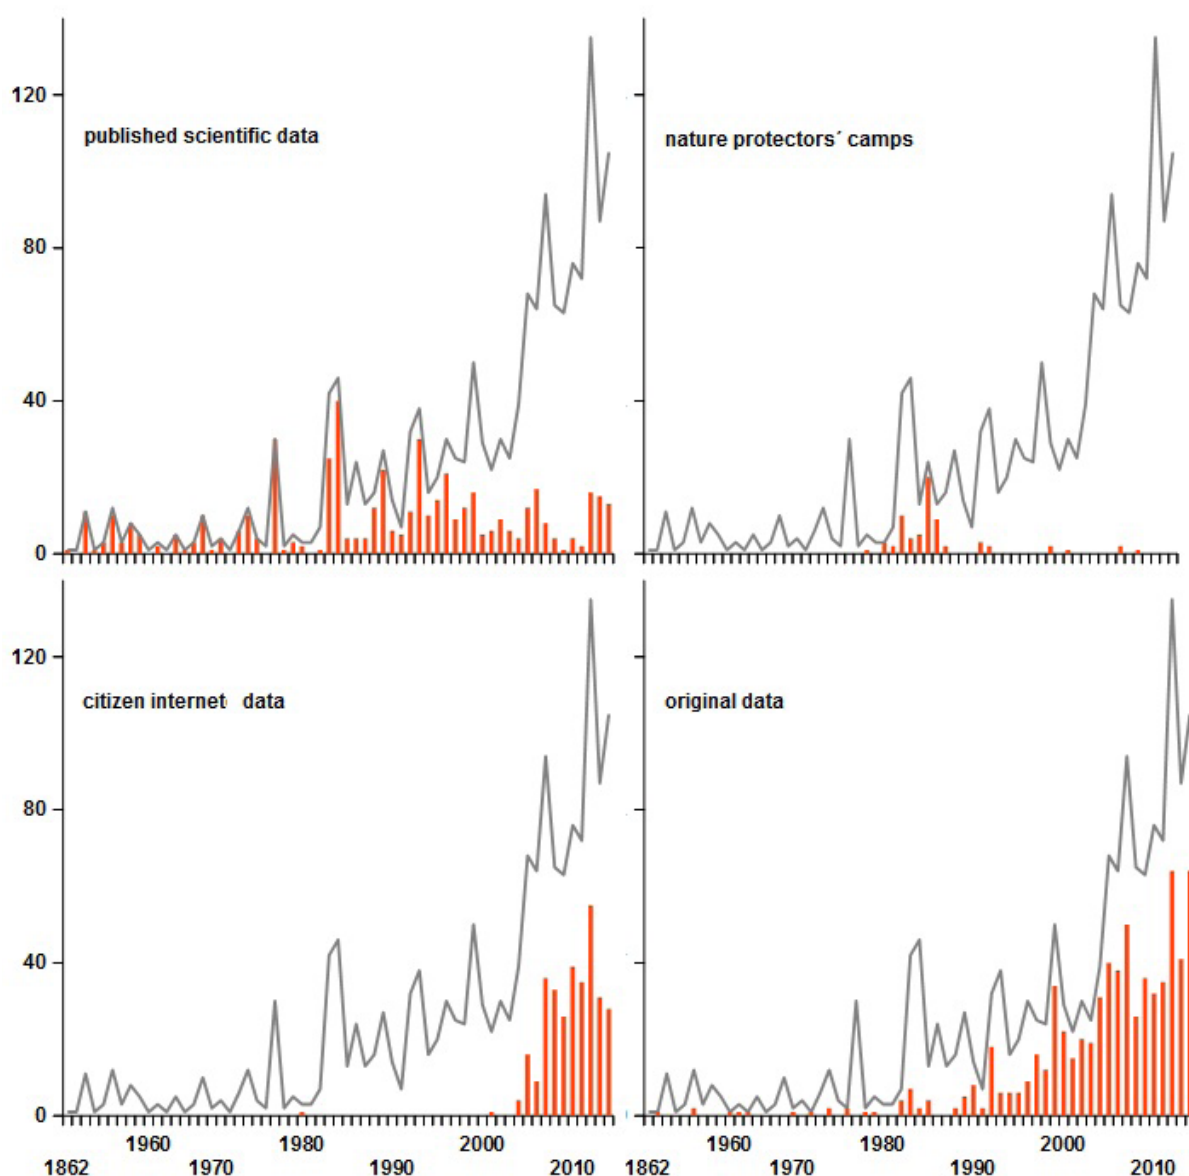 120
published scientific data
nature protectors´ camps
80
40
0
120
citizen internet data
original data
80
40
0
1960 1980 2000 1960 1980 2000
1862 1970 1990 2010 1862 1970 1990 2010